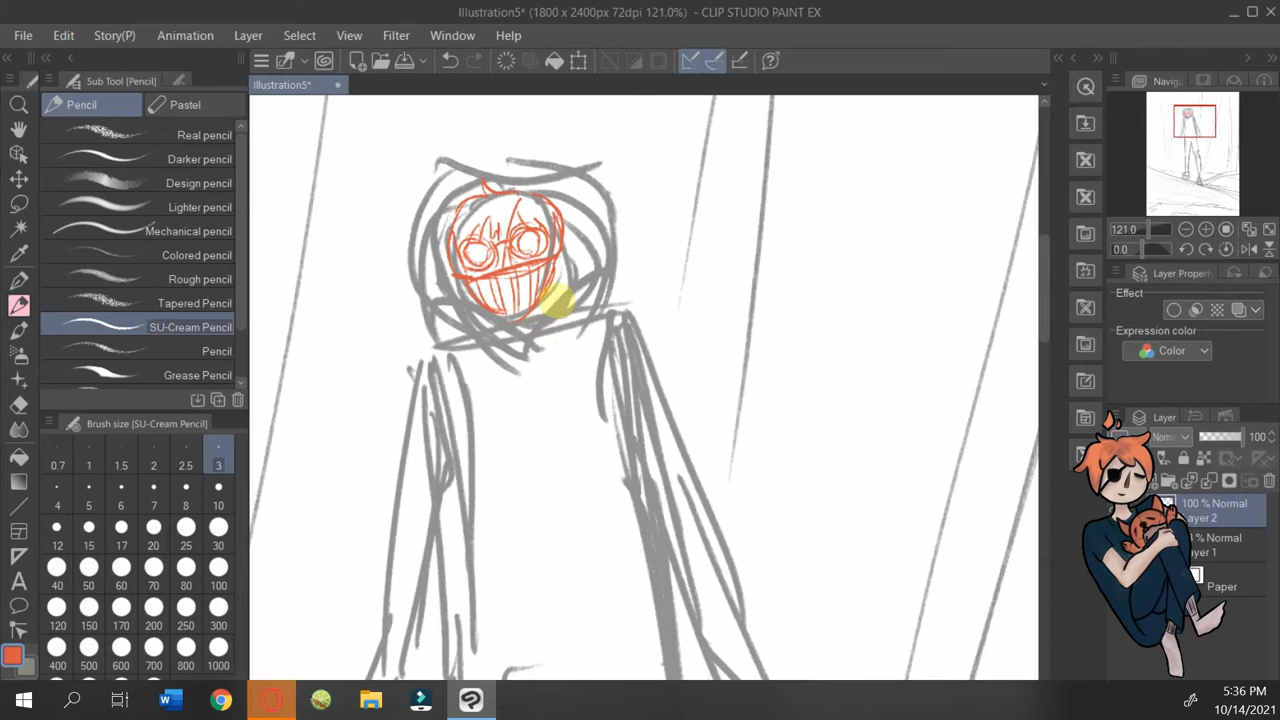 Illustration5* (1800 x 2400px 72dpi 121.0%) - CLIP STUDIO PAINT EX
File Edit Story(P) Animation Layer Select View Filter Window Help
Sub Tool [Pencil]
Illustration5*
Pencil Pastel
Real pencil
Darker pencil
Design pencil
Lighter pencil
Mechanical pencil
Colored pencil
Rough pencil
Tapered Pencil
SU-Cream Pencil
Pencil
Grease Pencil
Brush size [SU-Cream Pencil]
0.7 1 1.5 2 2.5 3
4 5 6 7 8 10
12 15 17 20 25 30
40 50 60 70 80 100
120 150 170 200 250 300
400 500 600 700 800 1000
Naviga
121.0
0.0
Layer Property
Effect
Expression color
Color
Layer
Norm 100
100 % Normal
ayer 2
% Normal
ayer 1
Paper
5:36 PM
10/14/2021